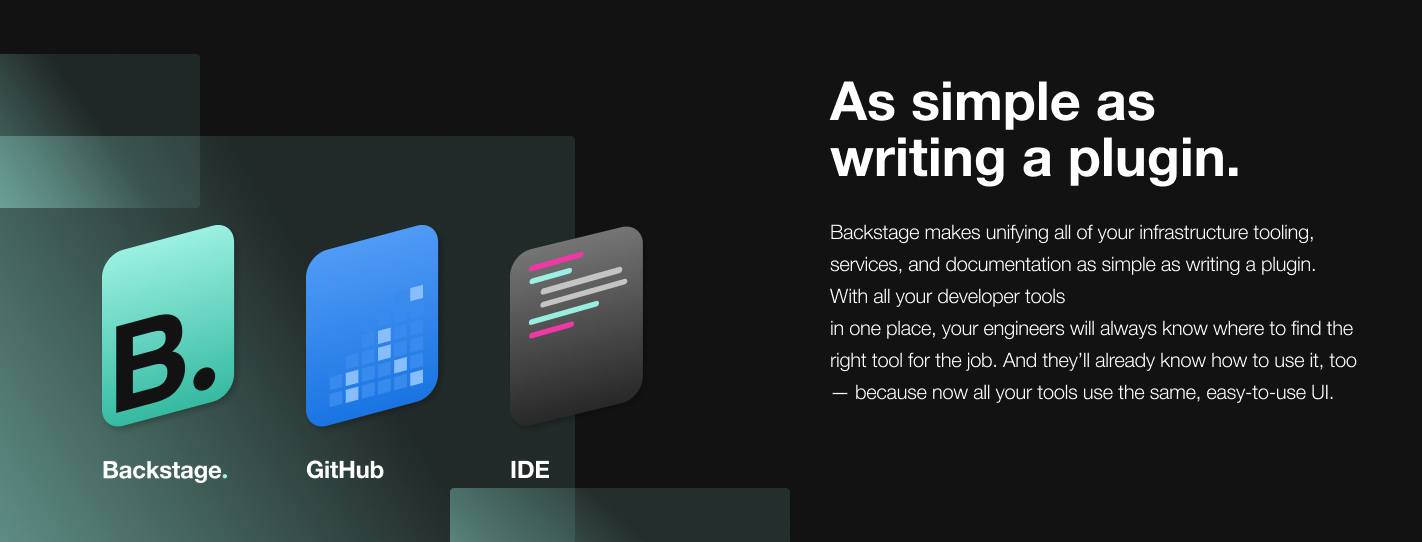 As simple as
writing a plugin.
Backstage makes unifying all of your infrastructure tooling,
services, and documentation as simple as writing a plugin.
With all your developer tools
in one place, your engineers will always know where to find the
right tool for the job. And they’ll already know how to use it, too
— because now all your tools use the same, easy-to-use UI.
B.
Backstage.
GitHub
IDE